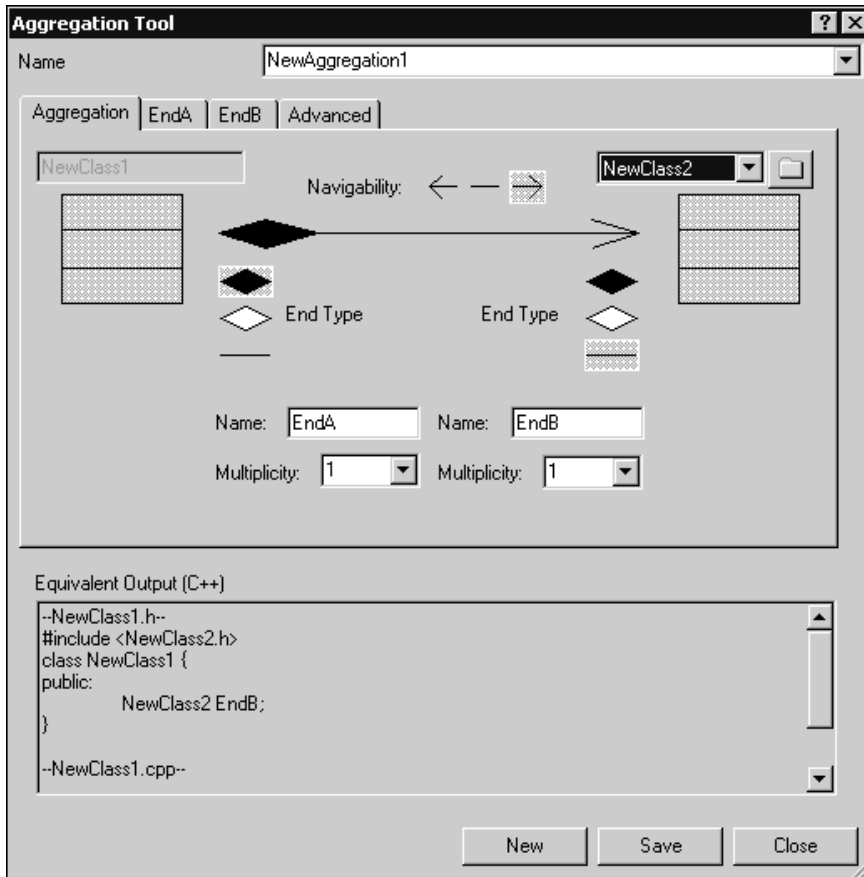 Aggregation Tool
Name NewAggregation1
Aggregation EndA EndB Advanced
NewClass1 NewClass2
Navigability:
End Type End Type
Name: EndA Name: EndB
Multiplicity: 1 Multiplicity: 1
Equivalent Output (C++)
--NewClass1.h--
#include <NewClass2.h>
class NewClass1 {
public:
NewClass2 EndB;
}
--NewClass1.cpp--
New Save Close